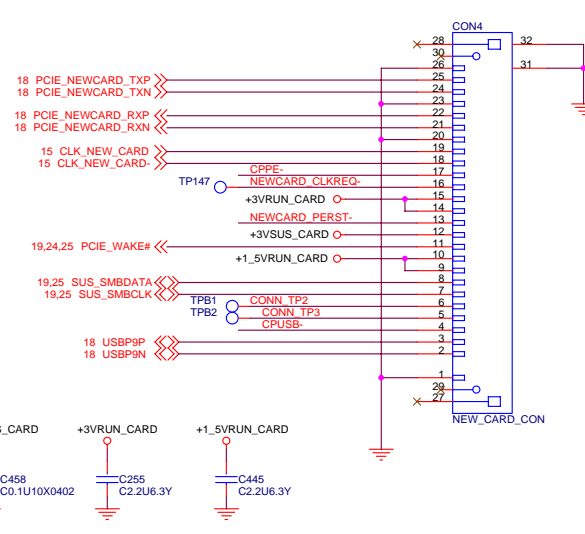 CON4
28
32
30
31
26
18 PCIE_NEWCARD_TXP
25
18 PCIE_NEWCARD_TXN
24
23
18 PCIE_NEWCARD_RXP
22
18 PCIE_NEWCARD_RXN
21
20
15 CLK_NEW_CARD
19
15 CLK_NEW_CARD-
18
CPPE-
17
TP147
NEWCARD_CLKREQ-
16
+3VRUN_CARD
15
14
NEWCARD_PERST-
13
+3VSUS_CARD
12
19,24,25 PCIE_WAKE#
11
+1_5VRUN_CARD
10
9
19,25 SUS_SMBDATA
8
19,25 SUS_SMBCLK
7
TPB1
CONN_TP2
6
TPB2
CONN_TP3
5
CPUSB-
4
18 USBP9P
3
18 USBP9N
2
1
29
27
NEW_CARD_CON
S_CARD
+3VRUN_CARD
+1_5VRUN_CARD
C458
C0.1U10X0402
C255
C2.2U6.3Y
C445
C2.2U6.3Y